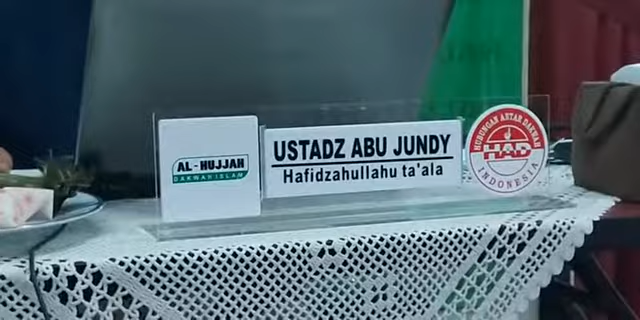 AL-HUJJAH
DAKWAH ISLAM
USTADZ ABU JUNDY
Hafidzahullahu ta'ala
HUBUNGAN ANTAR DAKWAH
HAD
INDONESIA